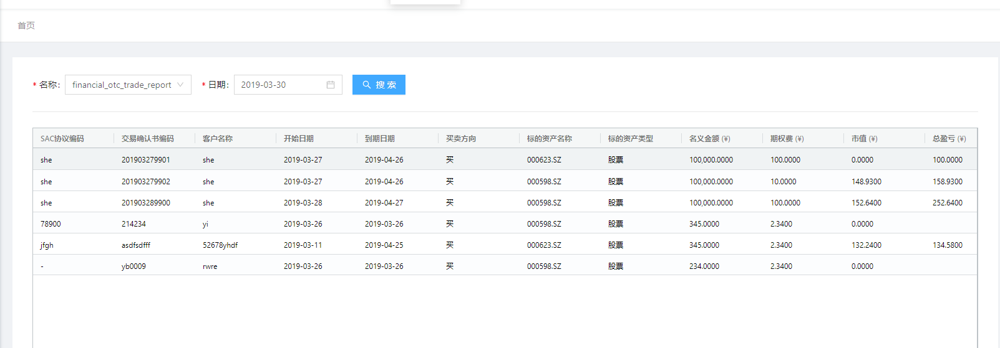 首页
* 名称： financial_otc_trade_report * 日期： 2019-03-30 搜 索
SAC协议编码 交易确认书编码 客户名称 开始日期 到期日期 买卖方向 标的资产名称 标的资产类型 名义金额 (¥) 期权费 (¥) 市值 (¥) 总盈亏 (¥)
she 201903279901 she 2019-03-27 2019-04-26 买 000623.SZ 股票 100,000.0000 100.0000 0.0000 100.0000
she 201903279902 she 2019-03-27 2019-04-26 买 000598.SZ 股票 100,000.0000 10.0000 148.9300 158.9300
she 201903289900 she 2019-03-28 2019-04-27 买 000598.SZ 股票 100,000.0000 100.0000 152.6400 252.6400
78900 214234 yi 2019-03-26 2019-03-26 买 000598.SZ 股票 345.0000 2.3400 0.0000
jfgh asdfsdfff 52678yhdf 2019-03-11 2019-04-25 买 000623.SZ 股票 345.0000 2.3400 132.2400 134.5800
- yb0009 rwre 2019-03-26 2019-03-26 买 000598.SZ 股票 234.0000 2.3400 0.0000